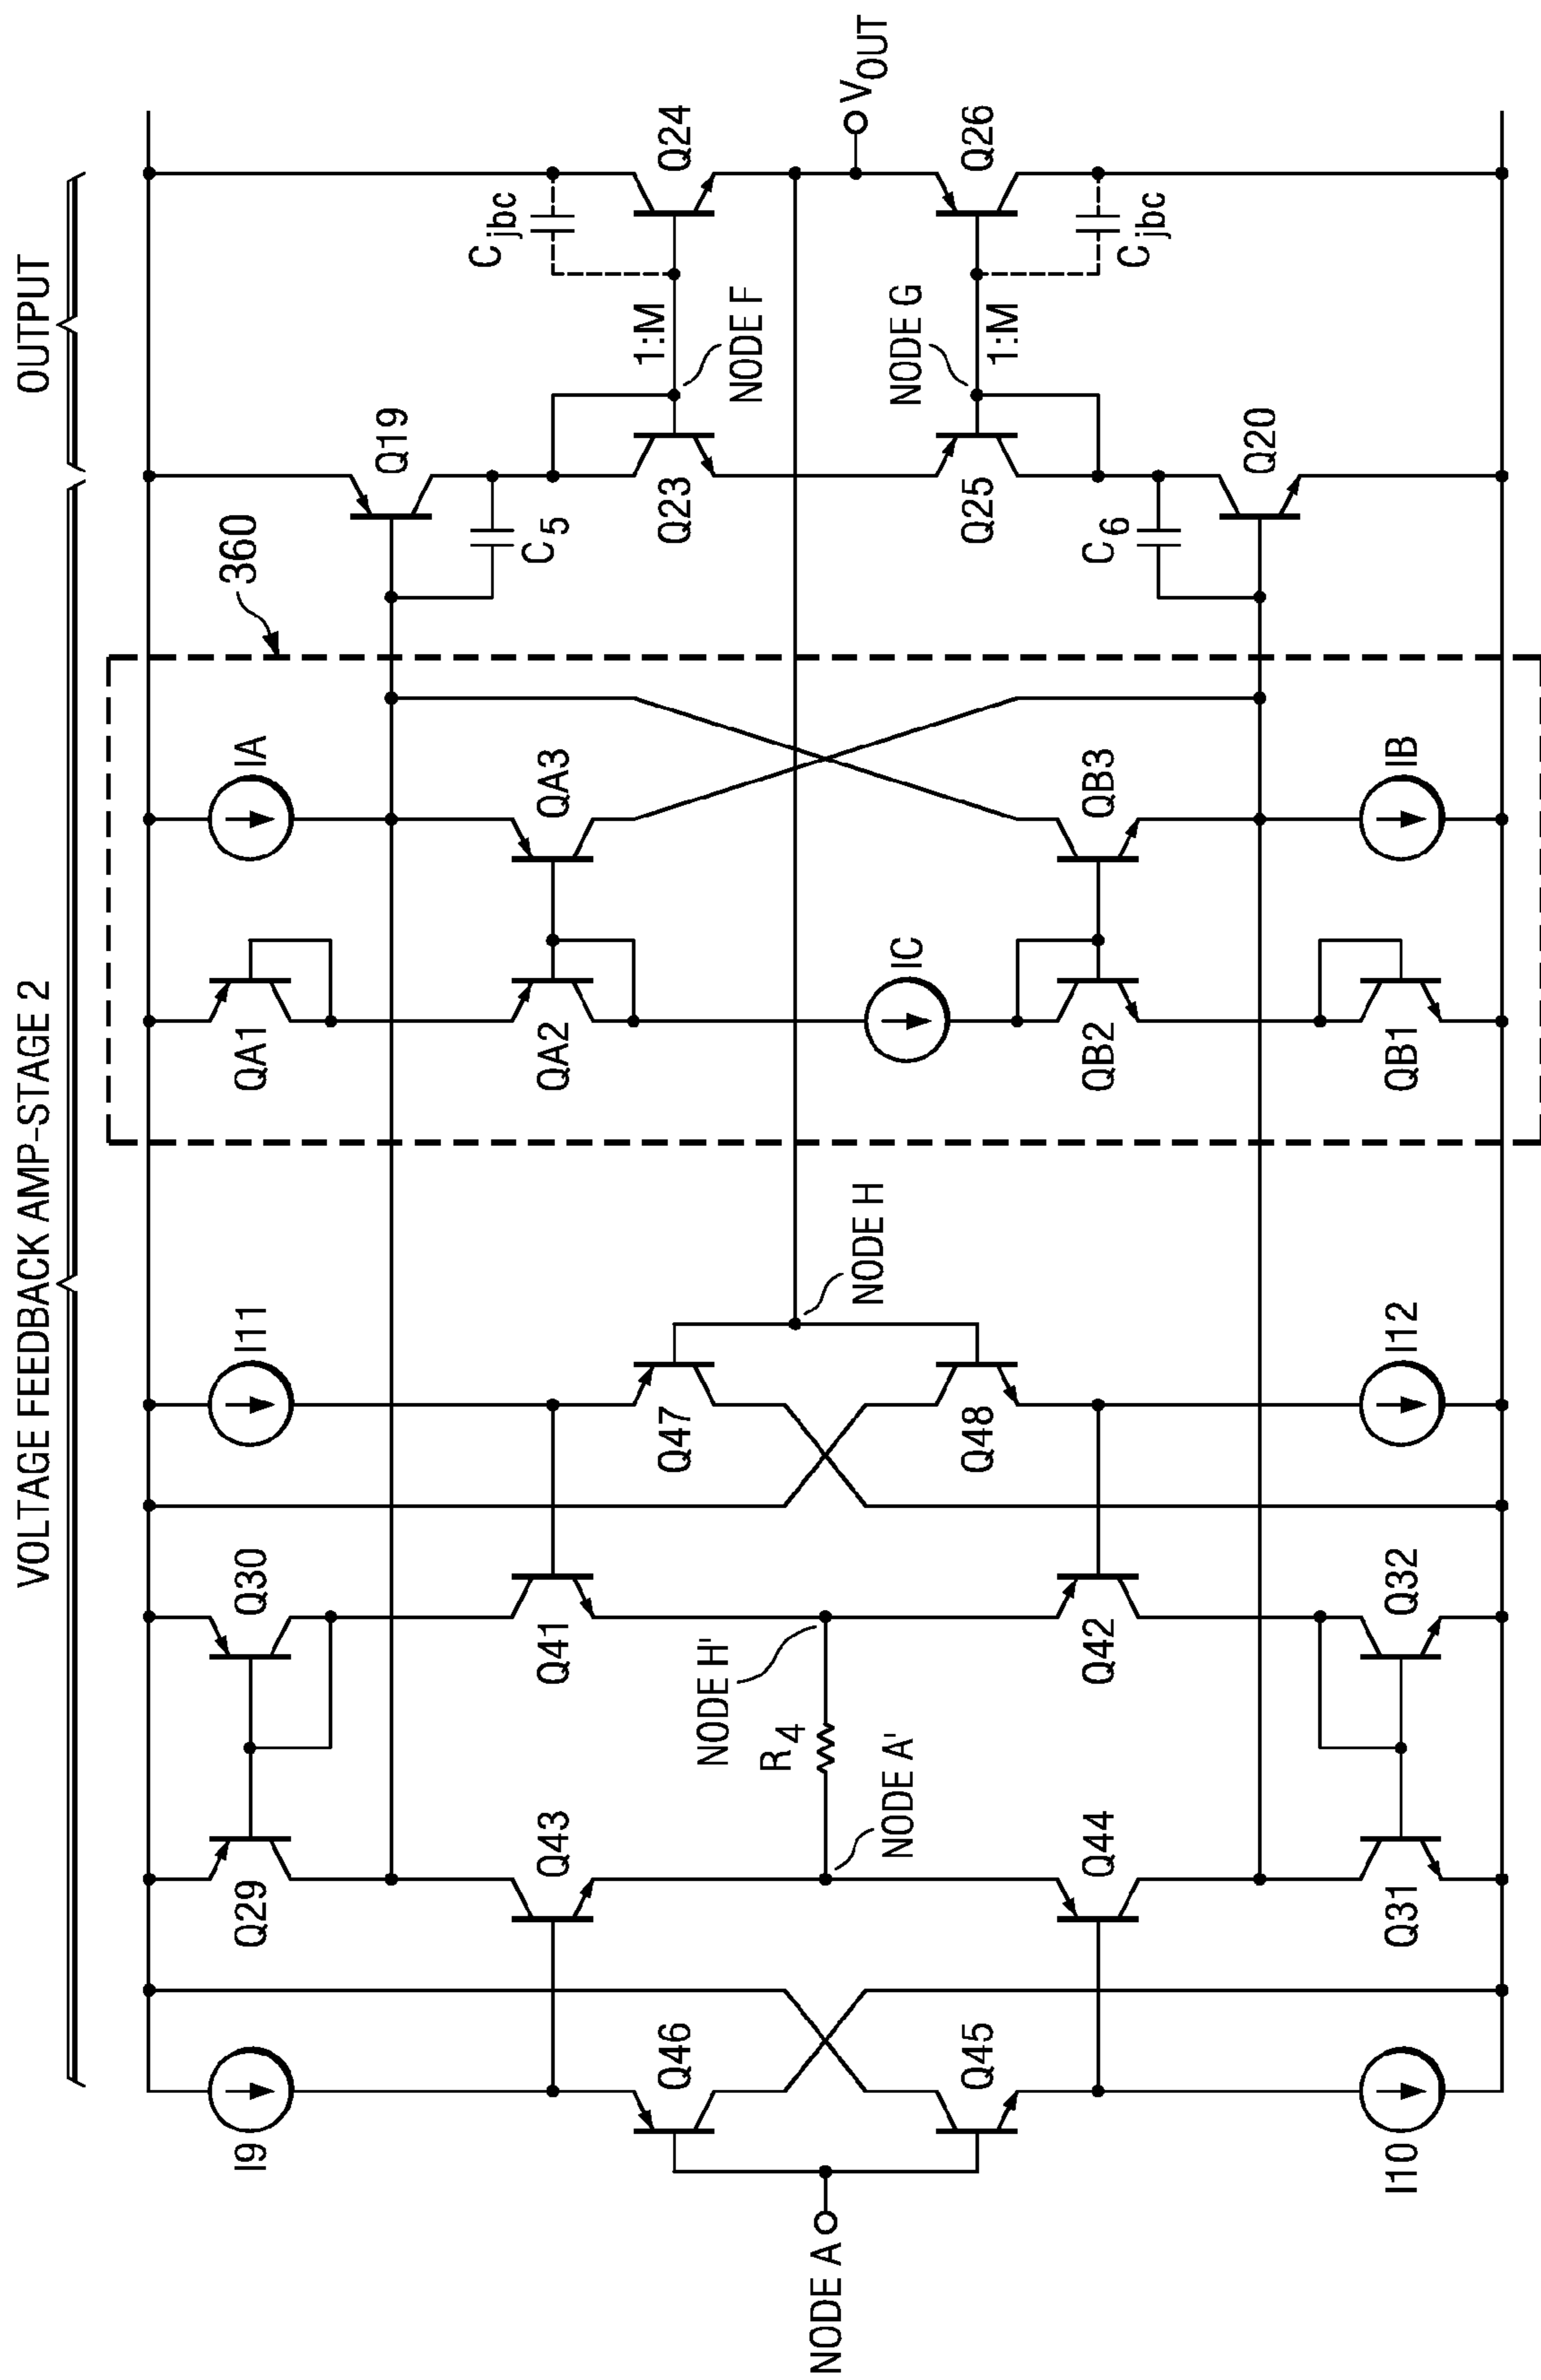 VOLTAGE FEEDBACK AMP-STAGE 2
OUTPUT
360
I9
Q29
Q30
I11
QA1
IA
Q19
Cjbc
Q24
Q46
Q43
Q41
Q47
QA2
QA3
C5
Q23
1:M
NODE F
NODE A
NODE A'
R4
NODE H'
NODE H
IC
VOUT
Q45
Q44
Q42
Q48
QB2
QB3
C6
Q25
NODE G
1:M
Q26
Cjbc
I10
Q31
Q32
I12
QB1
IB
Q20